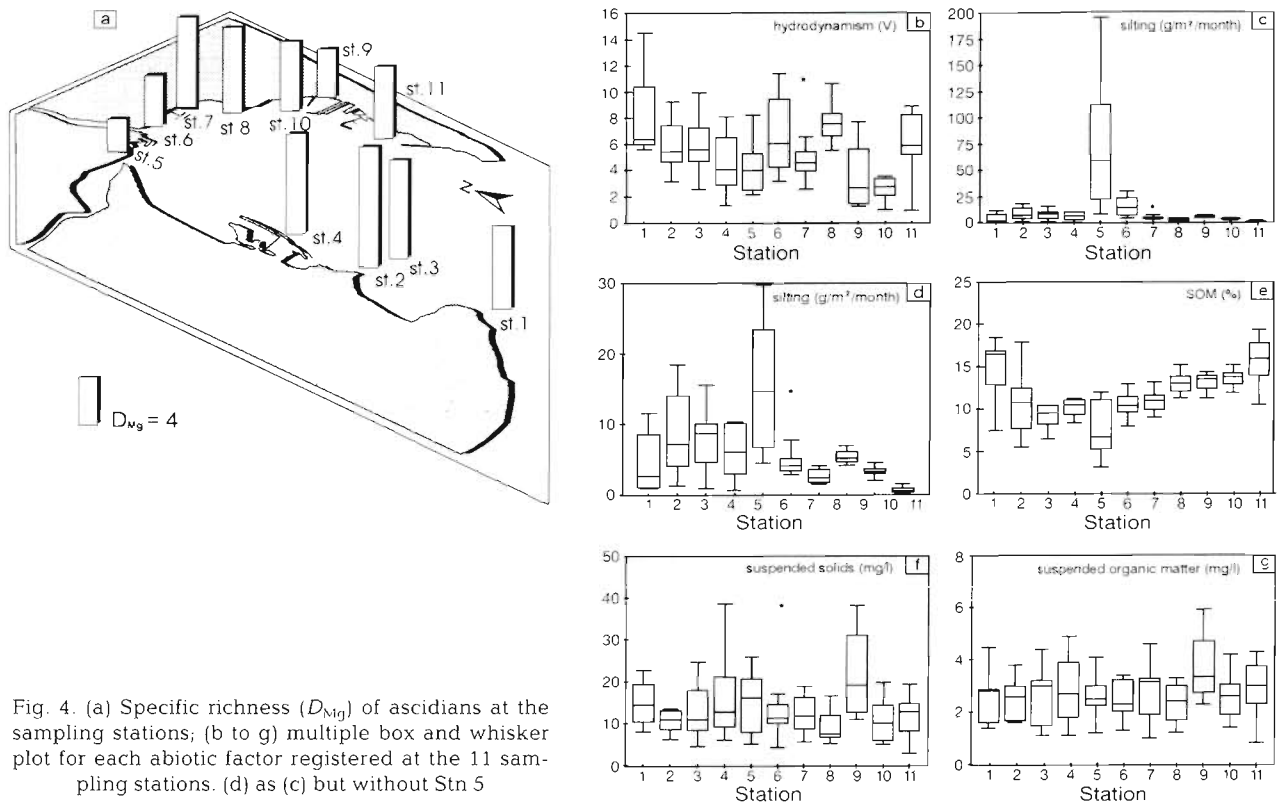 a
st.9
st.11
st.7
st.8
st.10
st.6
st.5
z
st.4
st.2
st.3
st.1
D_Mg = 4
b
hydrodynamism (V)
16
14
12
10
8
6
4
2
0
1 2 3 4 5 6 7 8 9 10 11
Station
c
silting (g/m²/month)
200
175
150
125
100
75
50
25
0
1 2 3 4 5 6 7 8 9 10 11
Station
d
silting (g/m²/month)
30
20
10
0
1 2 3 4 5 6 7 8 9 10 11
Station
e
SOM (%)
25
20
15
10
5
0
1 2 3 4 5 6 7 8 9 10 11
Station
f
suspended solids (mg/l)
50
40
30
20
10
0
1 2 3 4 5 6 7 8 9 10 11
Station
g
suspended organic matter (mg/l)
8
6
4
2
0
1 2 3 4 5 6 7 8 9 10 11
Station
Fig. 4. (a) Specific richness (D_Mg) of ascidians at the
sampling stations; (b to g) multiple box and whisker
plot for each abiotic factor registered at the 11 sam-
pling stations. (d) as (c) but without Stn 5